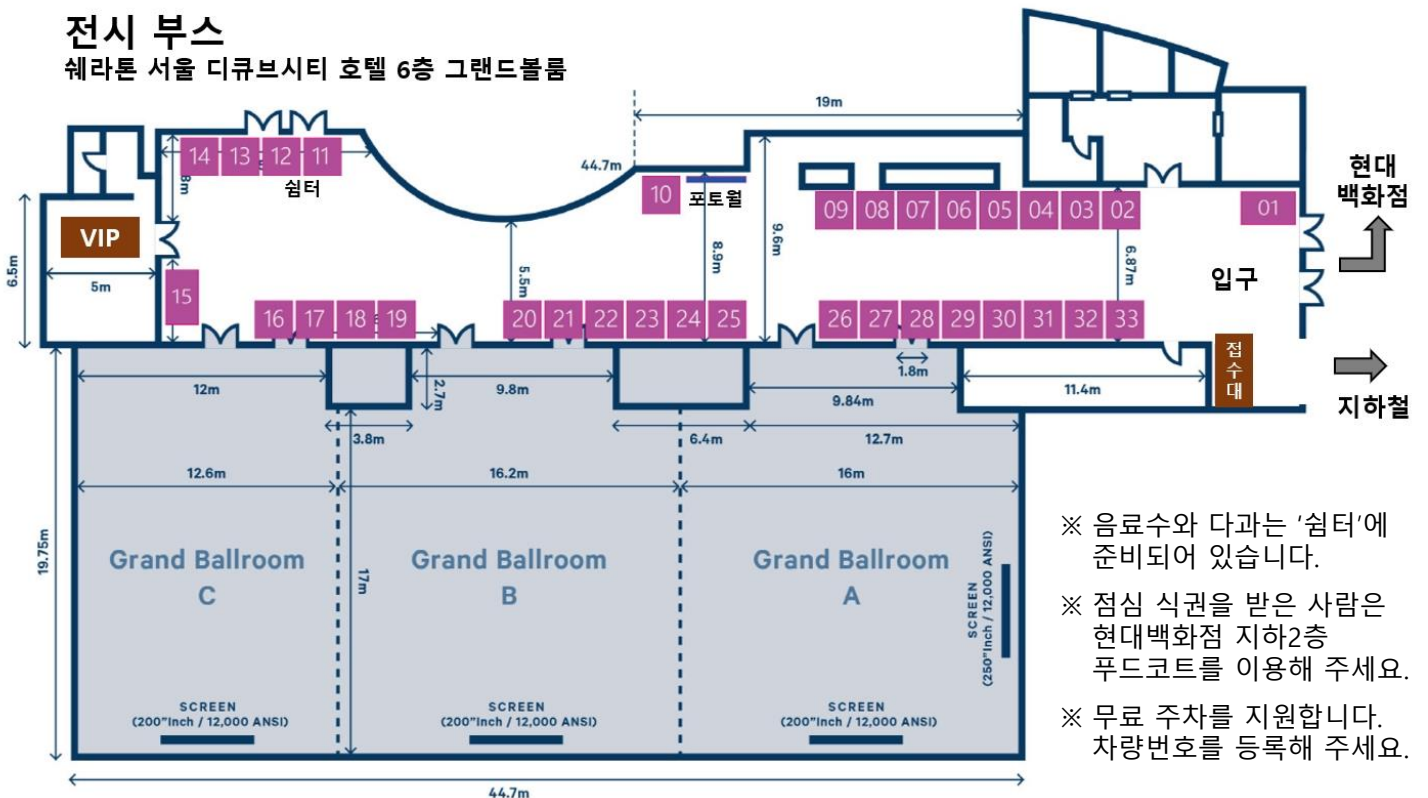 전시 부스
쉐라톤 서울 디큐브시티 호텔 6층 그랜드볼룸
19m
44.7m
14 13 12 11
쉼터
8m
10
포토월
09 08 07 06 05 04 03 02
01
현대
백화점
VIP
6.5m
5m
5.5m
8.9m
9.6m
6.87m
입구
15
16 17 18 19
20 21 22 23 24 25
26 27 28 29 30 31 32 33
접수대
지하철
12m
2.7m
9.8m
1.8m
9.84m
11.4m
3.8m
6.4m
12.7m
12.6m
16.2m
16m
19.75m
17m
Grand Ballroom
C
Grand Ballroom
B
Grand Ballroom
A
SCREEN
(250"Inch / 12,000 ANSI)
SCREEN
(200"Inch / 12,000 ANSI)
SCREEN
(200"Inch / 12,000 ANSI)
SCREEN
(200"Inch / 12,000 ANSI)
44.7m
※ 음료수와 다과는 '쉼터'에
준비되어 있습니다.
※ 점심 식권을 받은 사람은
현대백화점 지하2층
푸드코트를 이용해 주세요.
※ 무료 주차를 지원합니다.
차량번호를 등록해 주세요.